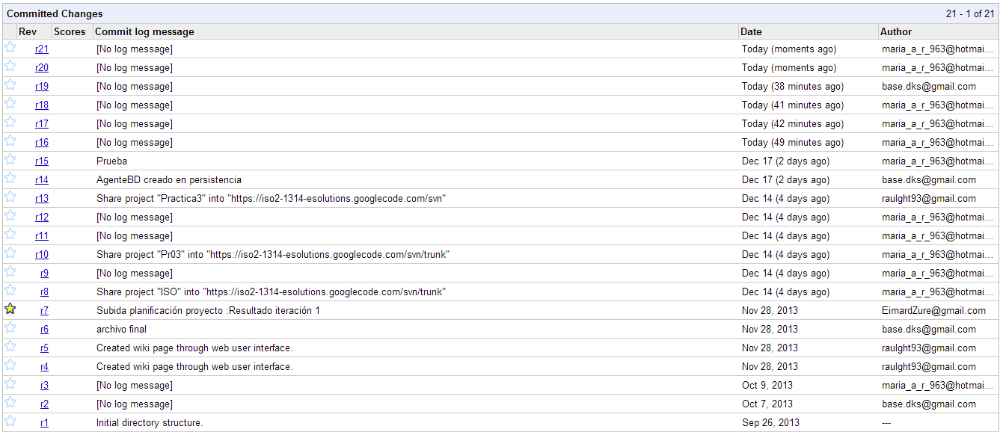 Committed Changes 21 - 1 of 21
Rev Scores Commit log message Date Author
r21 [No log message] Today (moments ago) maria_a_r_963@hotmai...
r20 [No log message] Today (moments ago) maria_a_r_963@hotmai...
r19 [No log message] Today (38 minutes ago) base.dks@gmail.com
r18 [No log message] Today (41 minutes ago) maria_a_r_963@hotmai...
r17 [No log message] Today (42 minutes ago) maria_a_r_963@hotmai...
r16 [No log message] Today (49 minutes ago) maria_a_r_963@hotmai...
r15 Prueba Dec 17 (2 days ago) maria_a_r_963@hotmai...
r14 AgenteBD creado en persistencia Dec 17 (2 days ago) base.dks@gmail.com
r13 Share project "Practica3" into "https://iso2-1314-esolutions.googlecode.com/svn" Dec 14 (4 days ago) raulght93@gmail.com
r12 [No log message] Dec 14 (4 days ago) maria_a_r_963@hotmai...
r11 [No log message] Dec 14 (4 days ago) maria_a_r_963@hotmai...
r10 Share project "Pr03" into "https://iso2-1314-esolutions.googlecode.com/svn/trunk" Dec 14 (4 days ago) maria_a_r_963@hotmai...
r9 [No log message] Dec 14 (4 days ago) maria_a_r_963@hotmai...
r8 Share project "ISO" into "https://iso2-1314-esolutions.googlecode.com/svn/trunk" Dec 14 (4 days ago) maria_a_r_963@hotmai...
r7 Subida planificación proyecto :Resultado iteración 1 Nov 28, 2013 EimardZure@gmail.com
r6 archivo final Nov 28, 2013 base.dks@gmail.com
r5 Created wiki page through web user interface. Nov 28, 2013 raulght93@gmail.com
r4 Created wiki page through web user interface. Nov 28, 2013 raulght93@gmail.com
r3 [No log message] Oct 9, 2013 maria_a_r_963@hotmai...
r2 [No log message] Oct 7, 2013 base.dks@gmail.com
r1 Initial directory structure. Sep 26, 2013 ---